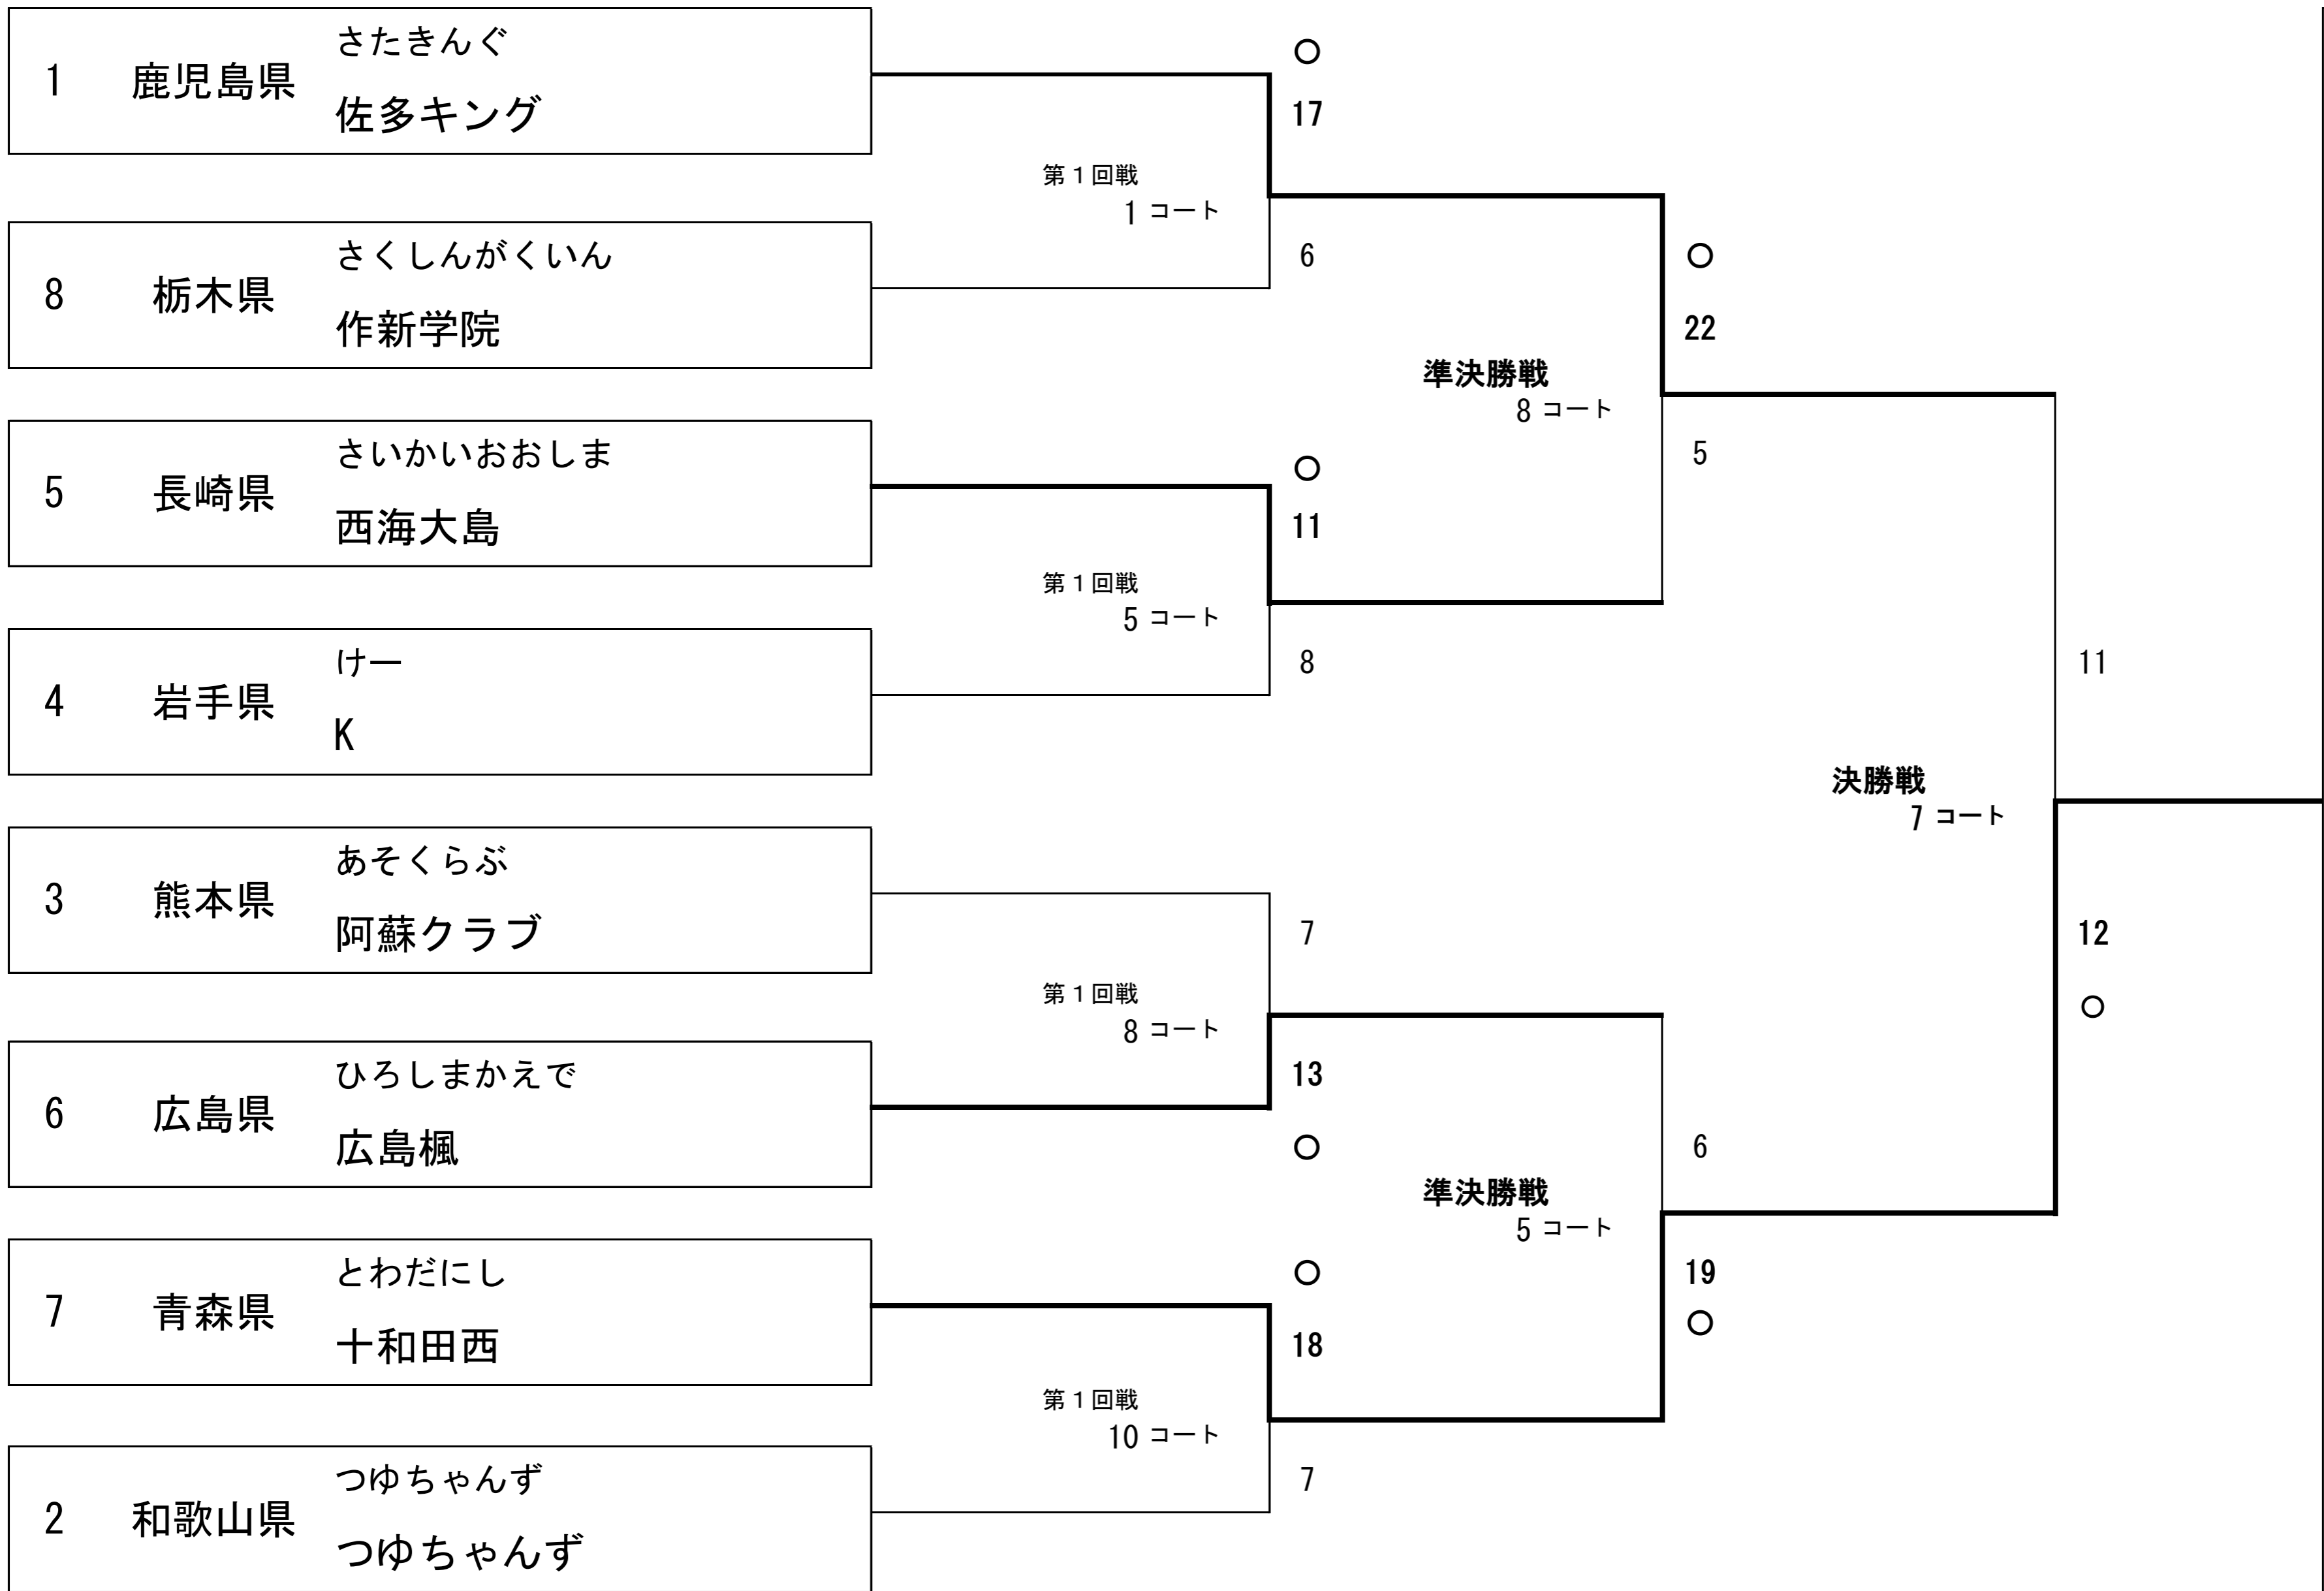 さたきんぐ
1 鹿児島県
佐多キング
○
17
第１回戦
1 コート
6
さくしんがくいん
8 栃木県
作新学院
○
22
準決勝戦
8 コート
5
さいかいおおしま
5 長崎県
西海大島
○
11
第１回戦
5 コート
8
けー
4 岩手県
K
11
決勝戦
7 コート
12
○
あそくらぶ
3 熊本県
阿蘇クラブ
7
第１回戦
8 コート
13
○
ひろしまかえで
6 広島県
広島楓
6
準決勝戦
5 コート
19
○
とわだにし
7 青森県
十和田西
○
18
第１回戦
10 コート
7
つゆちゃんず
2 和歌山県
つゆちゃんず